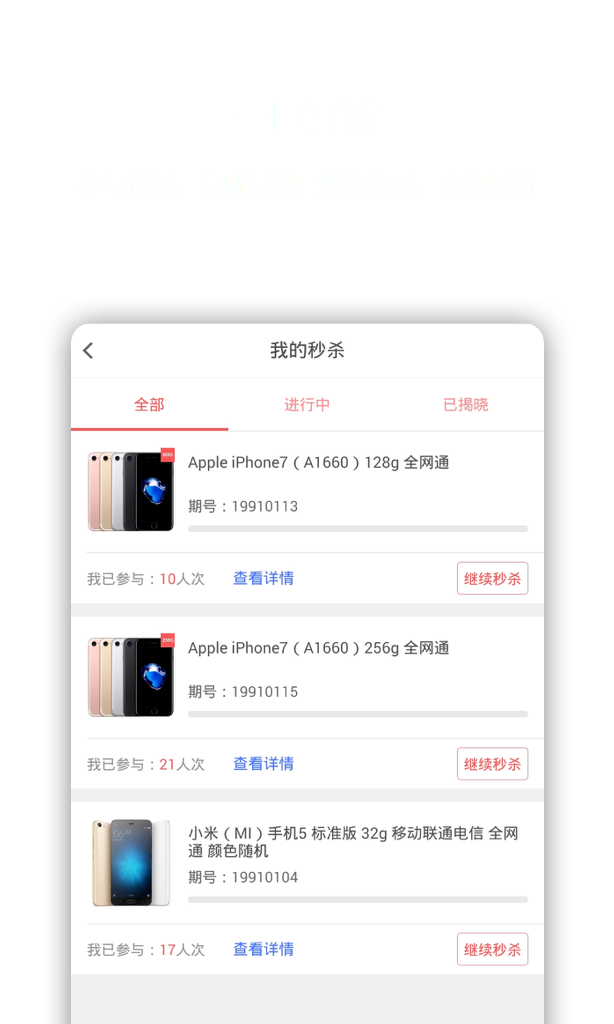 我的秒杀
全部
进行中
已揭晓
Apple iPhone7（A1660）128g 全网通
期号：19910113
我已参与：10人次
查看详情
继续秒杀
Apple iPhone7（A1660）256g 全网通
期号：19910115
我已参与：21人次
查看详情
继续秒杀
小米（MI）手机5 标准版 32g 移动联通电信 全网
通 颜色随机
期号：19910104
我已参与：17人次
查看详情
继续秒杀